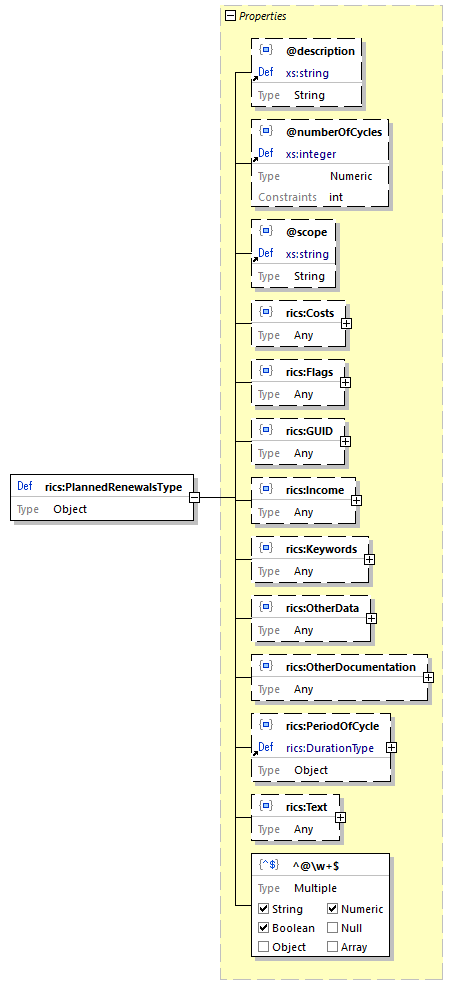 Properties
@description
Def xs:string
Type String
@numberOfCycles
Def xs:integer
Type Numeric
Constraints int
@scope
Def xs:string
Type String
rics:Costs
Type Any
rics:Flags
Type Any
rics:GUID
Type Any
Def rics:PlannedRenewalsType
Type Object
rics:Income
Type Any
rics:Keywords
Type Any
rics:OtherData
Type Any
rics:OtherDocumentation
Type Any
rics:PeriodOfCycle
Def rics:DurationType
Type Object
rics:Text
Type Any
{^$} ^@\w+$
Type Multiple
String Numeric
Boolean Null
Object Array